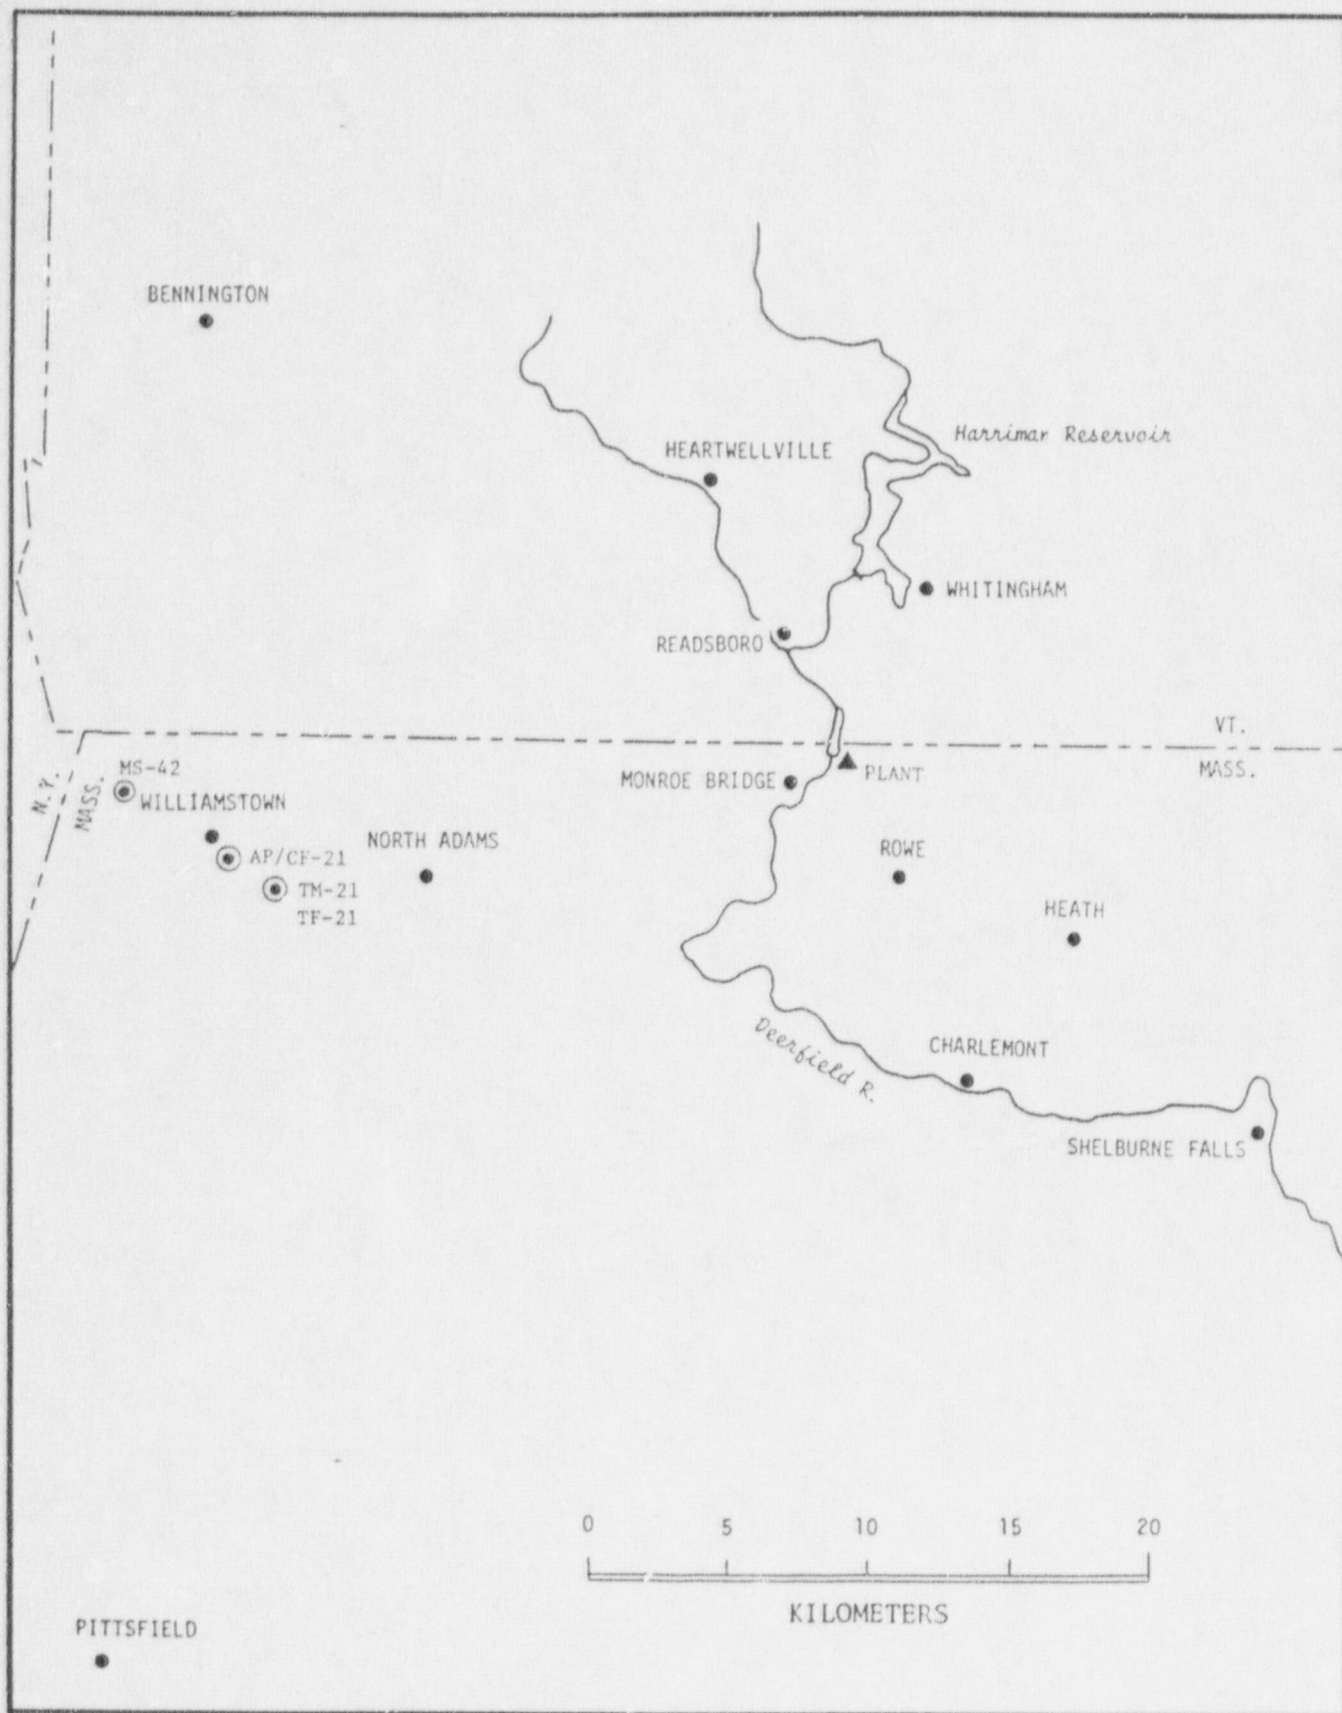 BENNINGTON
Harrimar Reservoir
HEARTWELLVILLE
WHITINGHAM
READSBORO
VT.
MASS.
N.Y.
MASS.
MS-42
WILLIAMSTOWN
MONROE BRIDGE
PLANT
AP/CF-21
NORTH ADAMS
ROWE
TM-21
TF-21
HEATH
Deerfield R.
CHARLEMONT
SHELBURNE FALLS
0 5 10 15 20
KILOMETERS
PITTSFIELD